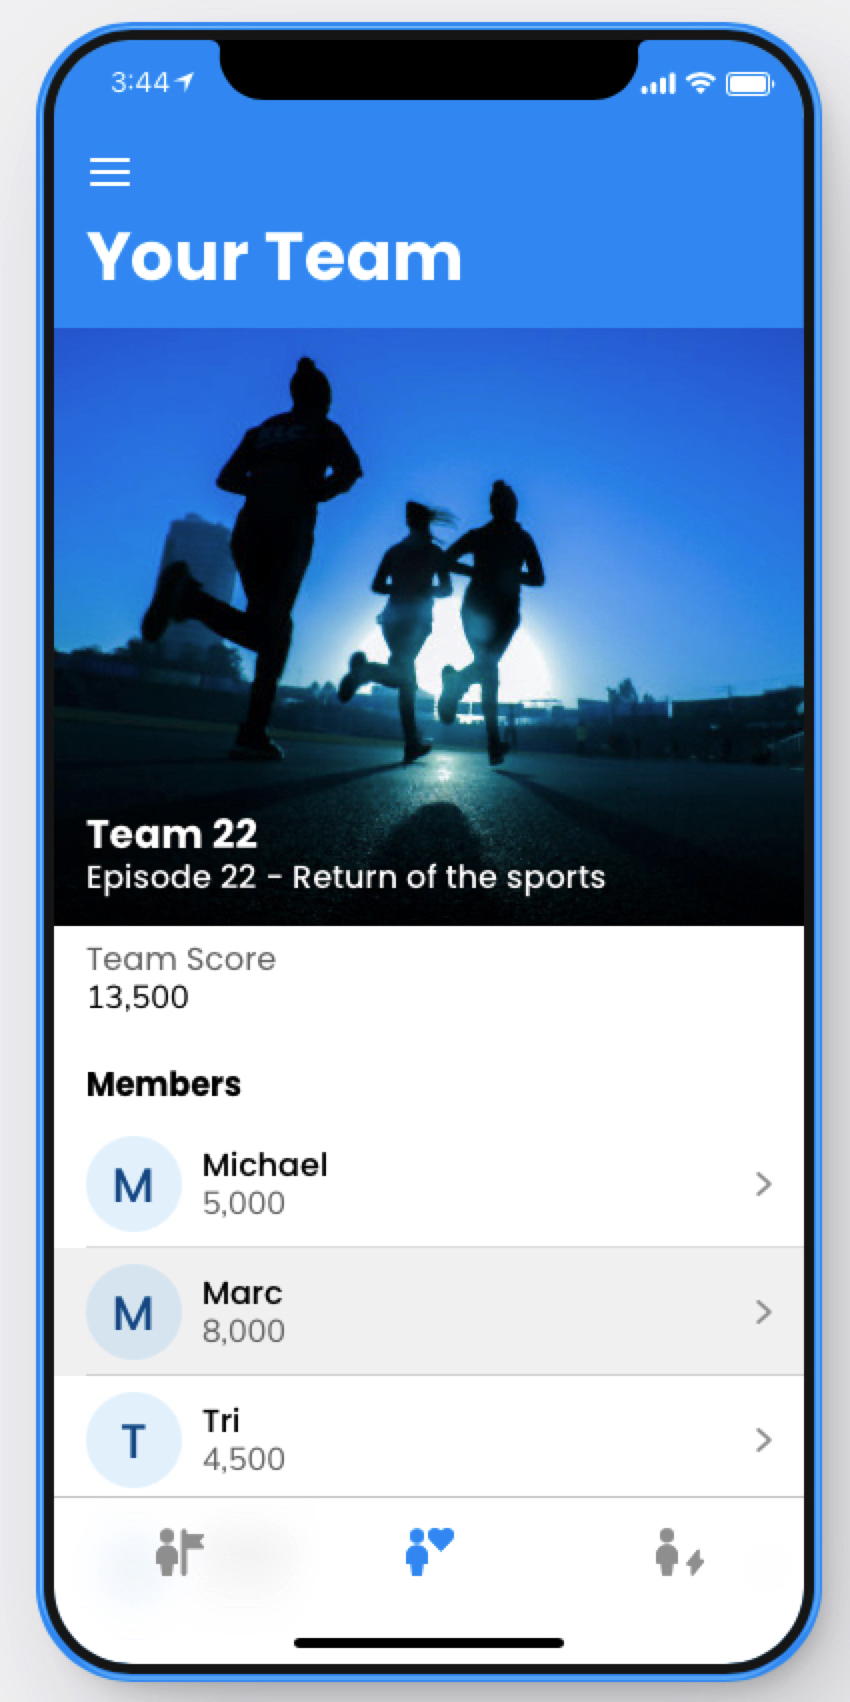 3:44
Your Team
Team 22
Episode 22 - Return of the sports
Team Score
13,500
Members
M
Michael
5,000
M
Marc
8,000
T
Tri
4,500